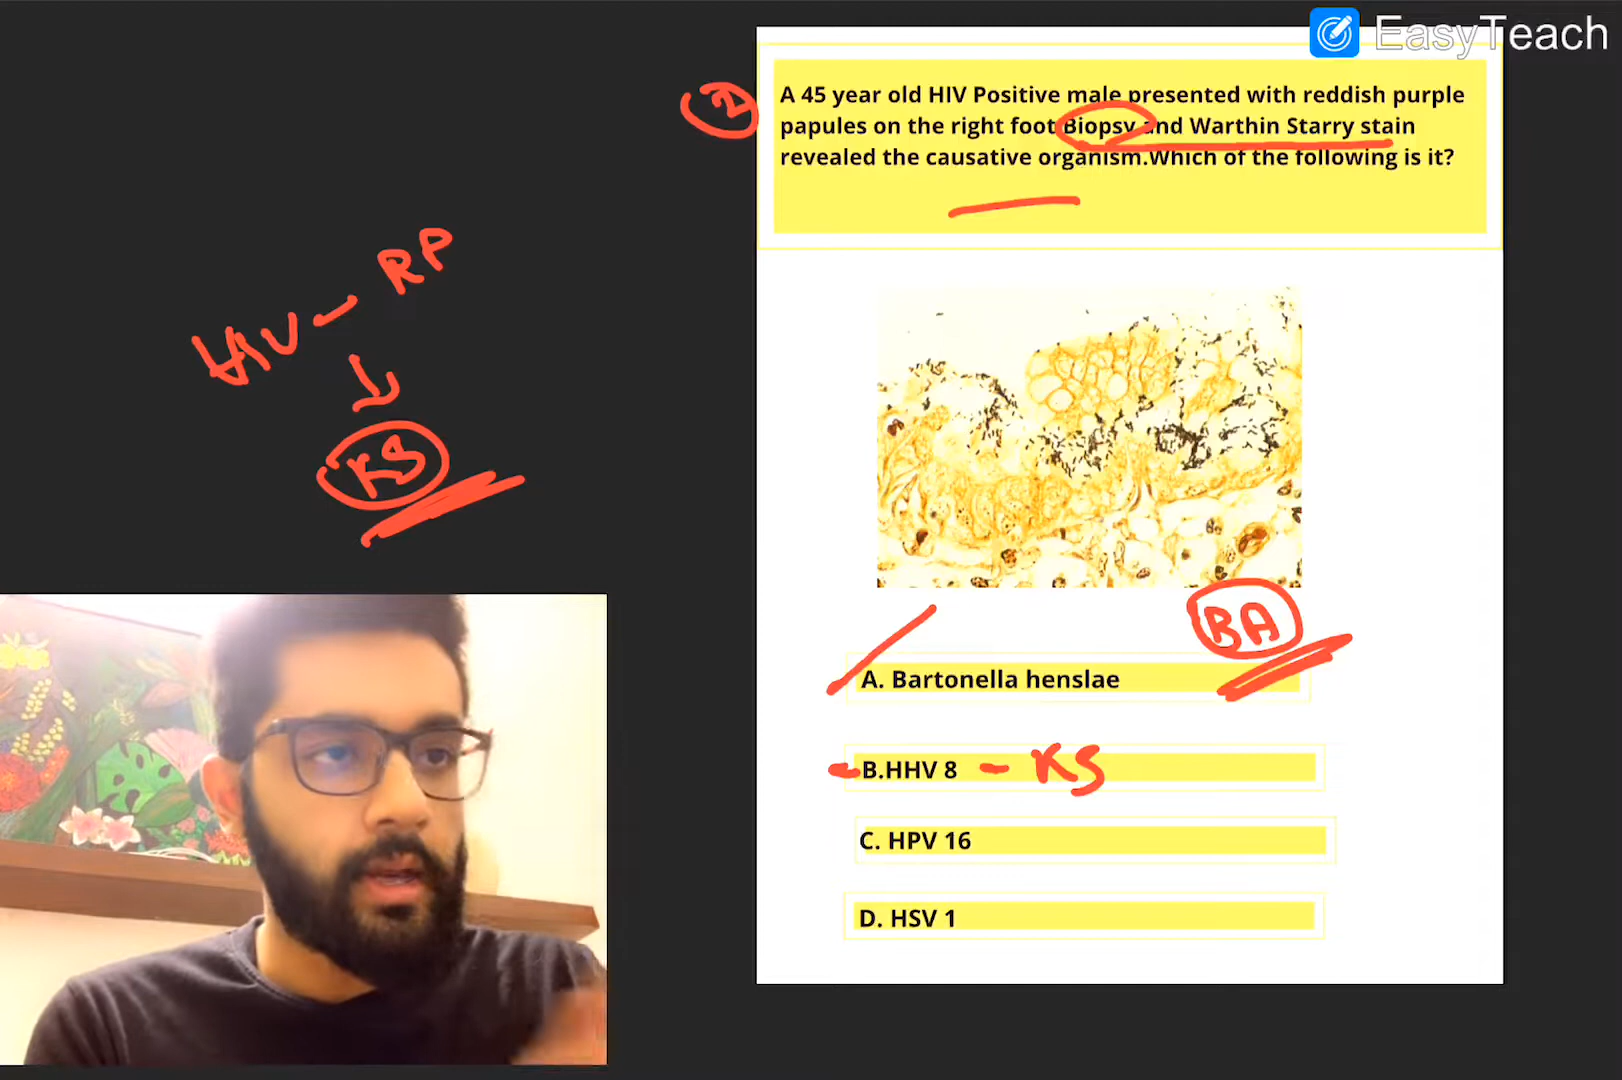 EasyTeach
2
A 45 year old HIV Positive male presented with reddish purple
papules on the right foot Biopsy and Warthin Starry stain
revealed the causative organism.Which of the following is it?
HIV - RP
KS
BA
A. Bartonella henslae
B.HHV 8 - KS
C. HPV 16
D. HSV 1